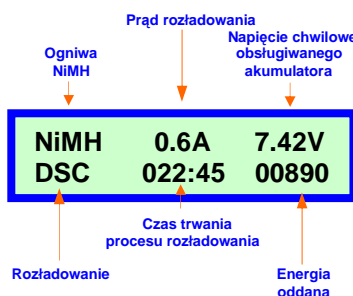 Prąd rozładowania
Ogniwa
NiMH
Napięcie chwilowe
obsługiwanego
akumulatora
NiMH 0.6A 7.42V
DSC 022:45 00890
Czas trwania
procesu rozładowania
Rozładowanie
Energia
oddana